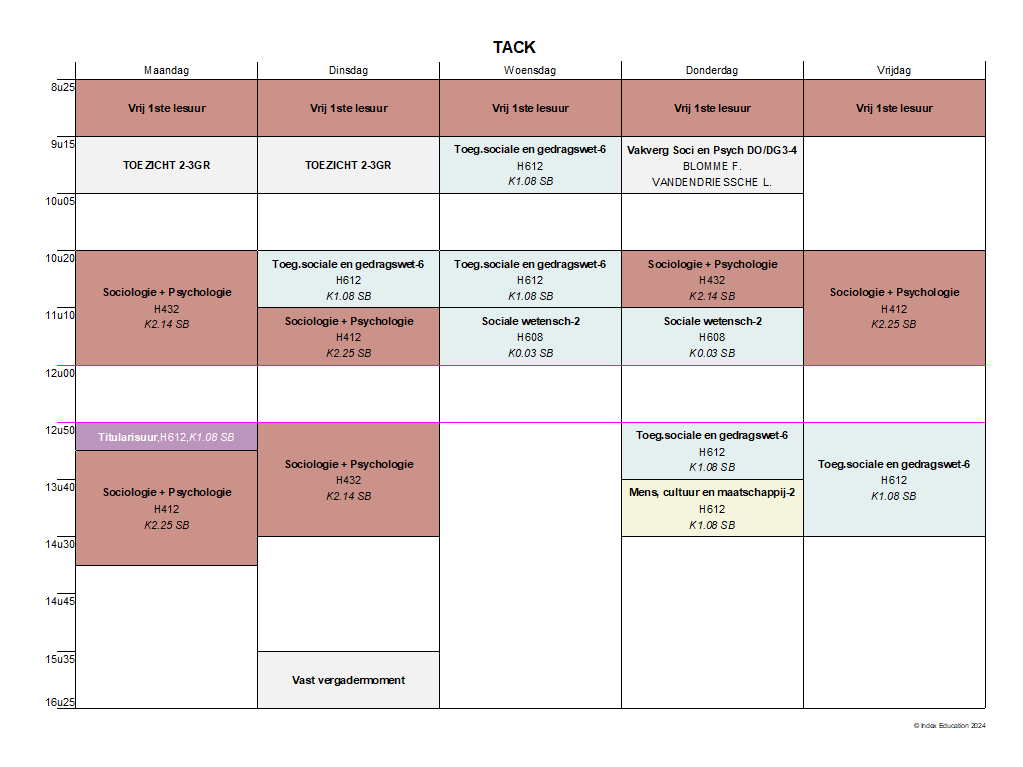 TACK
Maandag
Dinsdag
Woensdag
Donderdag
Vrijdag
8u25
Vrij 1ste lesuur
Vrij 1ste lesuur
Vrij 1ste lesuur
Vrij 1ste lesuur
Vrij 1ste lesuur
9u15
TOEZICHT 2-3GR
TOEZICHT 2-3GR
Toeg.sociale en gedragswet-6
H612
K1.08 SB
Vakverg Soci en Psych DO/DG3-4
BLOMME F.
VANDENDRIESSCHE L.
10u05
10u20
Sociologie + Psychologie
H432
K2.14 SB
Toeg.sociale en gedragswet-6
H612
K1.08 SB
Toeg.sociale en gedragswet-6
H612
K1.08 SB
Sociologie + Psychologie
H432
K2.14 SB
Sociologie + Psychologie
H412
K2.25 SB
11u10
Sociologie + Psychologie
H412
K2.25 SB
Sociale wetensch-2
H608
K0.03 SB
Sociale wetensch-2
H608
K0.03 SB
12u00
12u50
Titularisuur,H612,K1.08 SB
Sociologie + Psychologie
H432
K2.14 SB
Toeg.sociale en gedragswet-6
H612
K1.08 SB
Toeg.sociale en gedragswet-6
H612
K1.08 SB
13u40
Sociologie + Psychologie
H412
K2.25 SB
Mens, cultuur en maatschappij-2
H612
K1.08 SB
14u30
14u45
15u35
Vast vergadermoment
16u25
© Index Education 2024